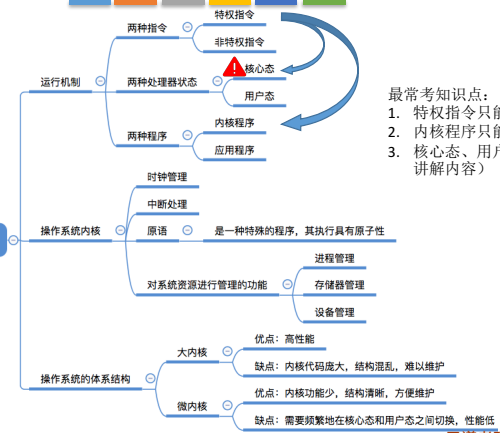 特权指令
两种指令
非特权指令
核心态
运行机制
两种处理器状态
用户态
内核程序
两种程序
应用程序
最常考知识点：
1. 特权指令只能
2. 内核程序只能
3. 核心态、用户
讲解内容）
时钟管理
中断处理
操作系统内核
原语
是一种特殊的程序，其执行具有原子性
进程管理
对系统资源进行管理的功能
存储器管理
设备管理
优点：高性能
大内核
缺点：内核代码庞大，结构混乱，难以维护
操作系统的体系结构
优点：内核功能少，结构清晰，方便维护
微内核
缺点：需要频繁地在核心态和用户态之间切换，性能低